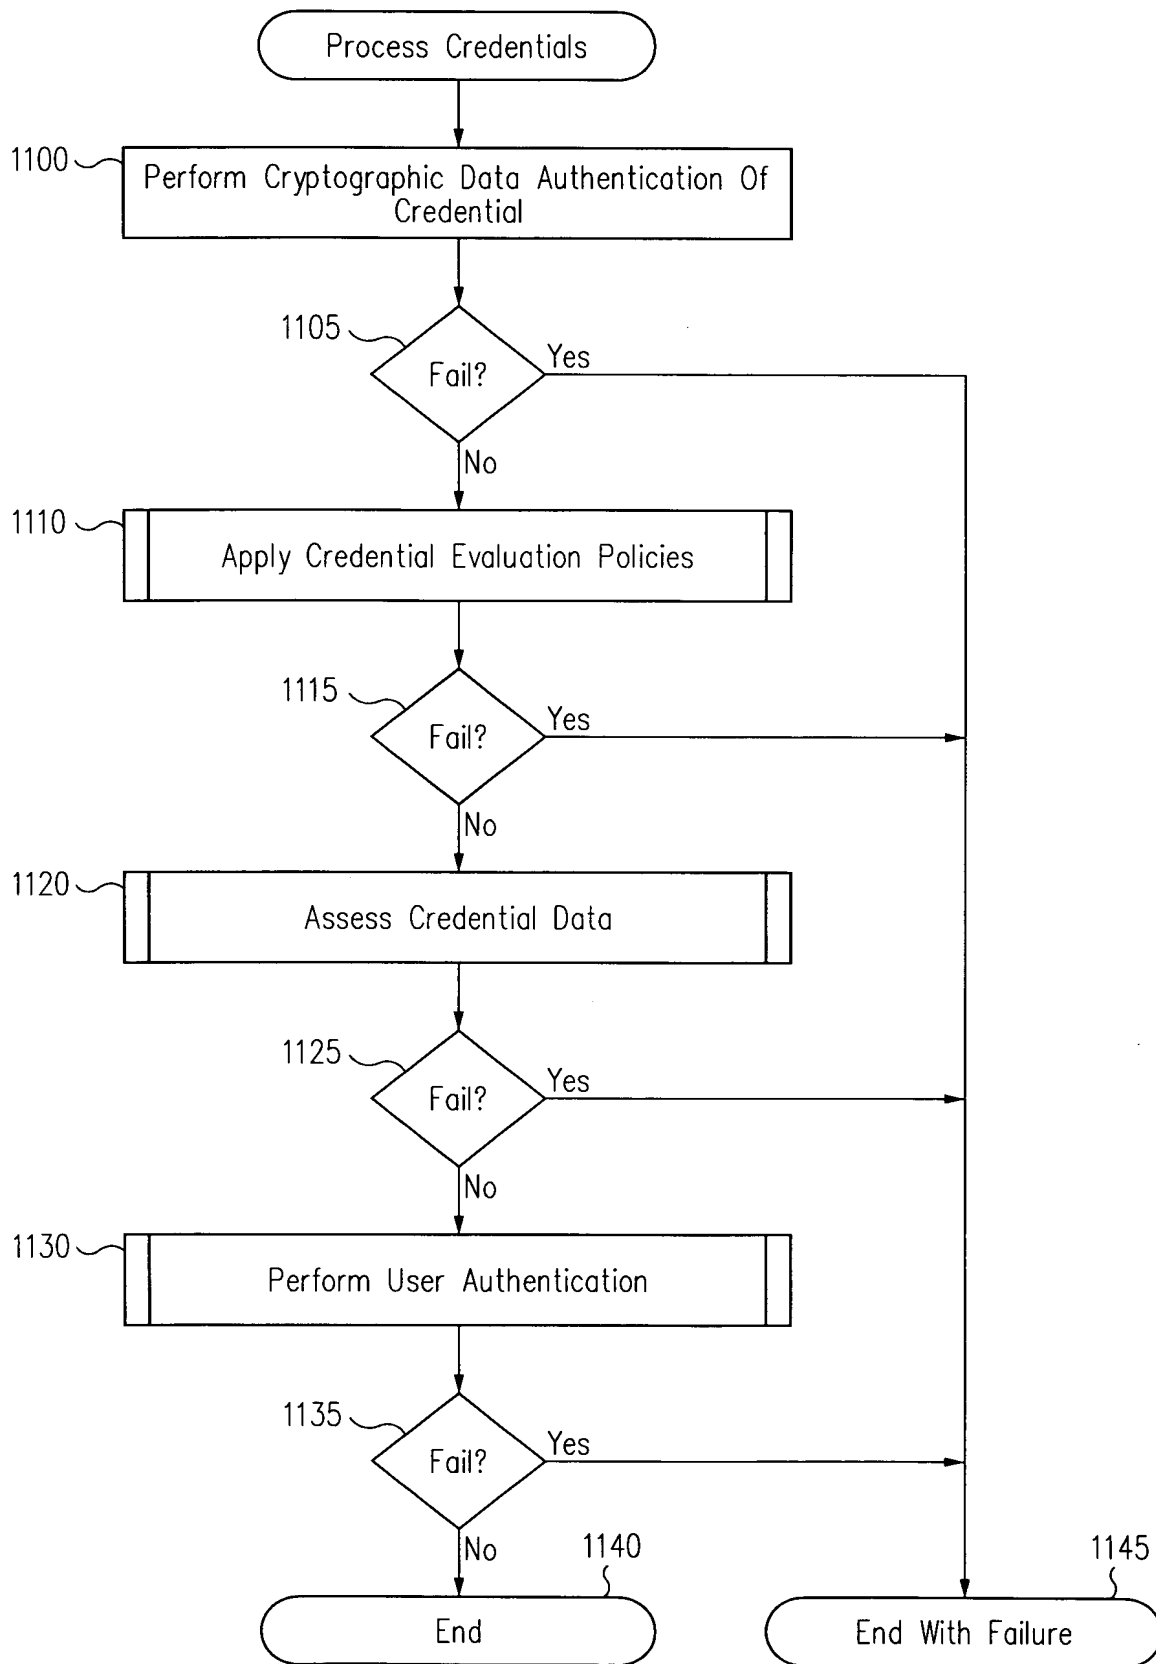 Process Credentials
1100
Perform Cryptographic Data Authentication Of
Credential
1105
Fail?
Yes
No
1110
Apply Credential Evaluation Policies
1115
Fail?
Yes
No
1120
Assess Credential Data
1125
Fail?
Yes
No
1130
Perform User Authentication
1135
Fail?
Yes
No
1140
End
1145
End With Failure